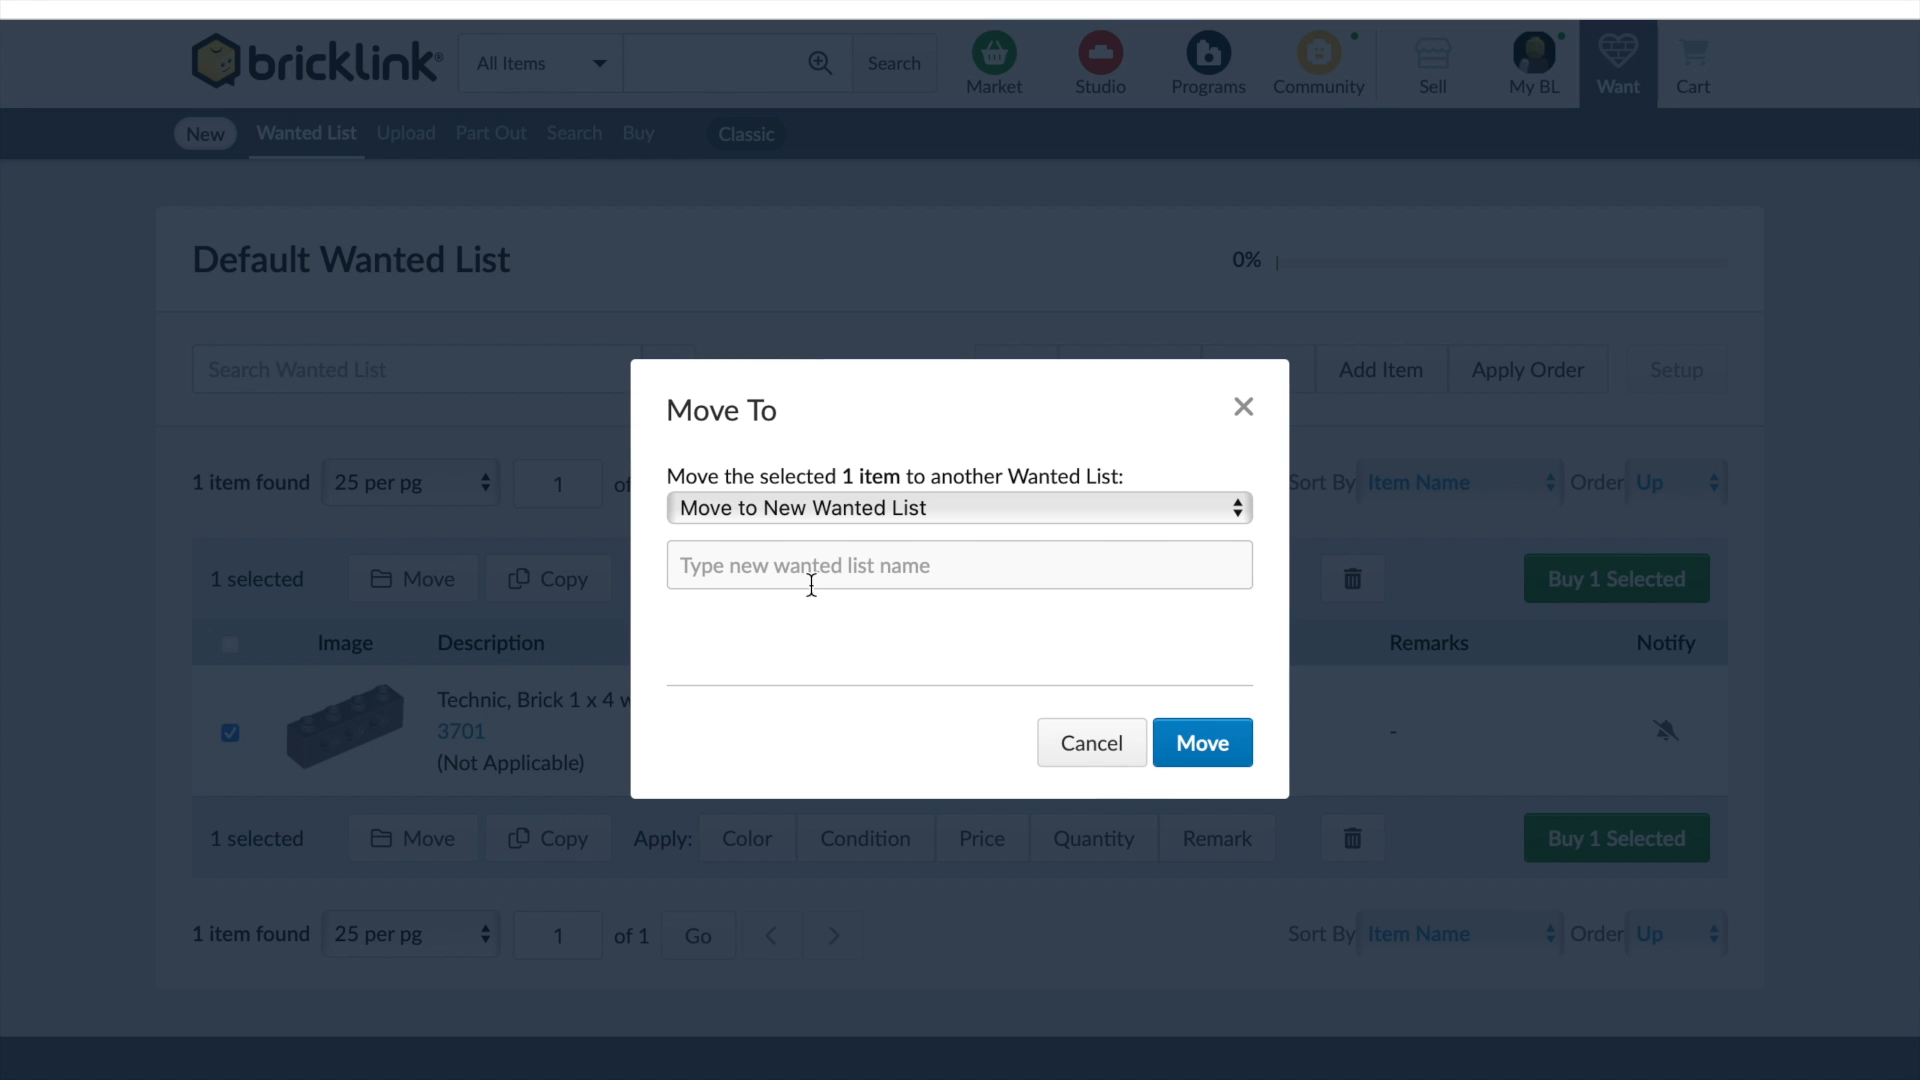 bricklink®
All Items
Search
Market
Studio
Programs
Community
Sell
My BL
Want
Cart
New
Wanted List
Upload
Part Out
Search
Buy
Classic
Default Wanted List
0%
Search Wanted List
Add Item
Apply Order
Setup
Move To
Move the selected 1 item to another Wanted List:
Move to New Wanted List
Type new wanted list name
Cancel
Move
1 item found
25 per pg
1
of
Sort By
Item Name
Order
Up
1 selected
Move
Copy
Buy 1 Selected
Image
Description
Remarks
Notify
Technic, Brick 1 x 4 w
3701
(Not Applicable)
-
1 selected
Move
Copy
Apply:
Color
Condition
Price
Quantity
Remark
Buy 1 Selected
1 item found
25 per pg
1
of 1
Go
Sort By
Item Name
Order
Up